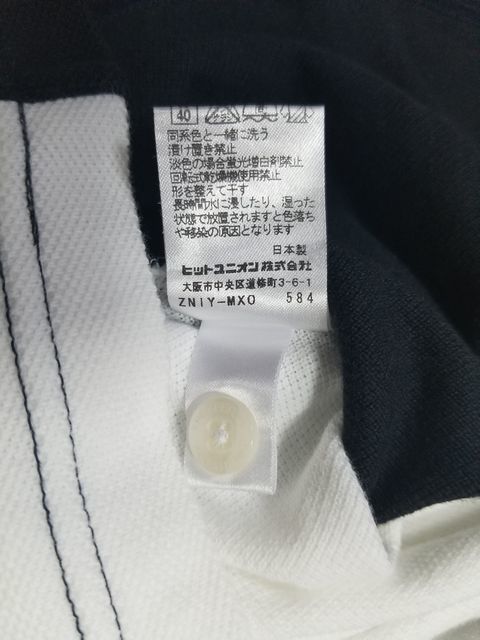 40
同系色と一緒に洗う
漬け置き禁止
淡色の場合蛍光増白剤禁止
回転式乾燥機使用禁止
形を整えて干す
長時間水に浸したり、湿った
状態で放置されますと色落ち
や移染の原因となります
日本製
ヒットユニオン株式会社
大阪市中央区道修町3-6-1
ZNIY-MXO 584